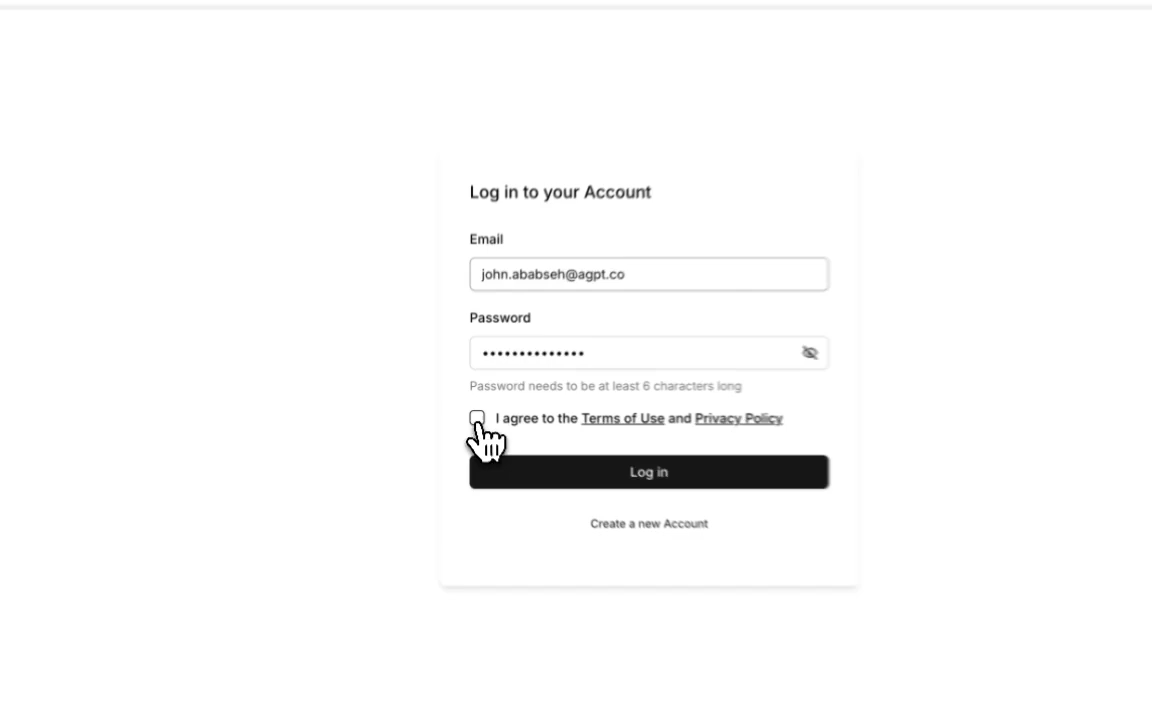 Log in to your Account
Email
john.ababseh@agpt.co
Password
••••••••••••••
Password needs to be at least 6 characters long
I agree to the Terms of Use and Privacy Policy
Log in
Create a new Account